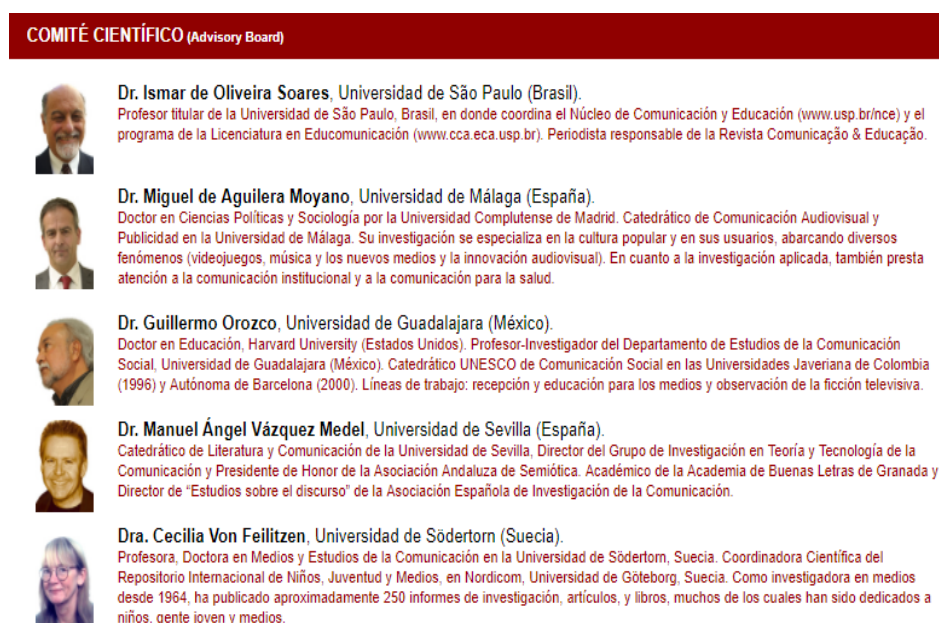 COMITÉ CIENTÍFICO (Advisory Board)
Dr. Ismar de Oliveira Soares, Universidad de São Paulo (Brasil).
Profesor titular de la Universidad de São Paulo, Brasil, en donde coordina el Núcleo de Comunicación y Educación (www.usp.br/nce) y el
programa de la Licenciatura en Educomunicación (www.cca.eca.usp.br). Periodista responsable de la Revista Comunicação & Educação.
Dr. Miguel de Aguilera Moyano, Universidad de Málaga (España).
Doctor en Ciencias Políticas y Sociología por la Universidad Complutense de Madrid. Catedrático de Comunicación Audiovisual y
Publicidad en la Universidad de Málaga. Su investigación se especializa en la cultura popular y en sus usuarios, abarcando diversos
fenómenos (videojuegos, música y los nuevos medios y la innovación audiovisual). En cuanto a la investigación aplicada, también presta
atención a la comunicación institucional y a la comunicación para la salud.
Dr. Guillermo Orozco, Universidad de Guadalajara (México).
Doctor en Educación, Harvard University (Estados Unidos). Profesor-Investigador del Departamento de Estudios de la Comunicación
Social, Universidad de Guadalajara (México). Catedrático UNESCO de Comunicación Social en las Universidades Javeriana de Colombia
(1996) y Autónoma de Barcelona (2000). Líneas de trabajo: recepción y educación para los medios y observación de la ficción televisiva.
Dr. Manuel Ángel Vázquez Medel, Universidad de Sevilla (España).
Catedrático de Literatura y Comunicación de la Universidad de Sevilla, Director del Grupo de Investigación en Teoría y Tecnología de la
Comunicación y Presidente de Honor de la Asociación Andaluza de Semiótica. Académico de la Academia de Buenas Letras de Granada y
Director de “Estudios sobre el discurso” de la Asociación Española de Investigación de la Comunicación.
Dra. Cecilia Von Feilitzen, Universidad de Södertorn (Suecia).
Profesora, Doctora en Medios y Estudios de la Comunicación en la Universidad de Södertorn, Suecia. Coordinadora Científica del
Repositorio Internacional de Niños, Juventud y Medios, en Nordicom, Universidad de Göteborg, Suecia. Como investigadora en medios
desde 1964, ha publicado aproximadamente 250 informes de investigación, artículos, y libros, muchos de los cuales han sido dedicados a
niños, gente joven y medios.